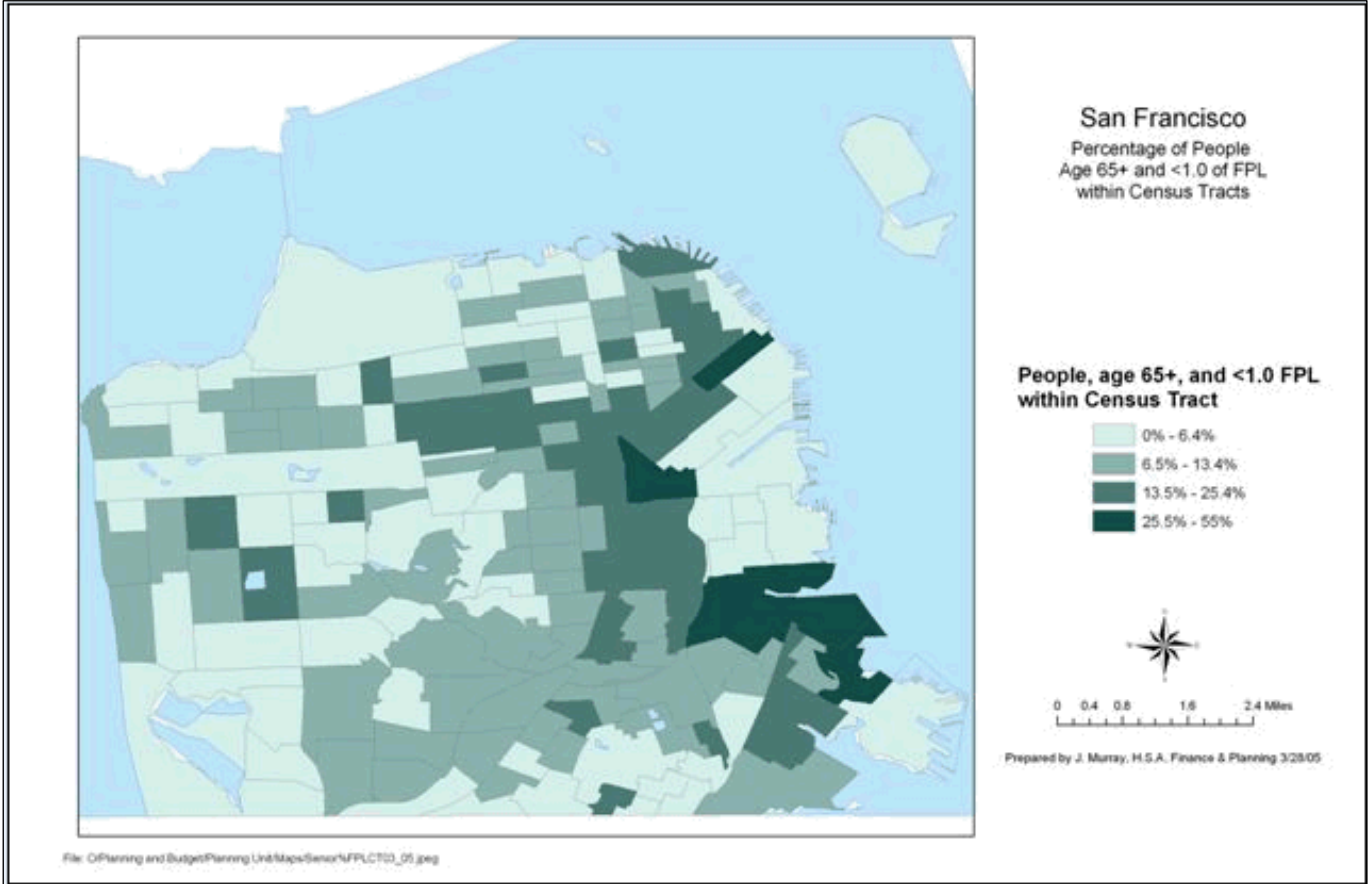 San Francisco
Percentage of People
Age 65+ and <1.0 of FPL
within Census Tracts
People, age 65+, and <1.0 FPL
within Census Tract
0% - 6.4%
6.5% - 13.4%
13.5% - 25.4%
25.5% - 55%
0 0.4 0.8 1.6 2.4 Miles
Prepared by J. Murray, H.S.A. Finance & Planning 3/28/05
File: O/Planning and Budget/Planning Unit/Maps/Senior%FPLCT03_05.jpeg